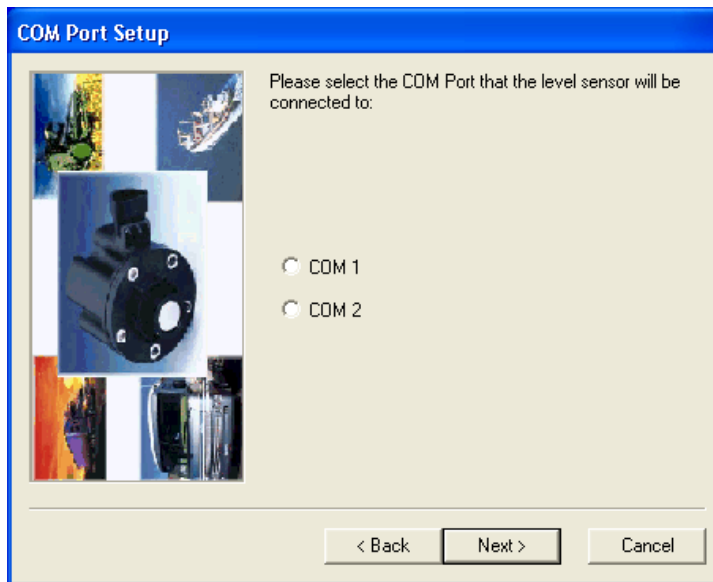 COM Port Setup
Please select the COM Port that the level sensor will be
connected to:
COM 1
COM 2
< Back
Next >
Cancel